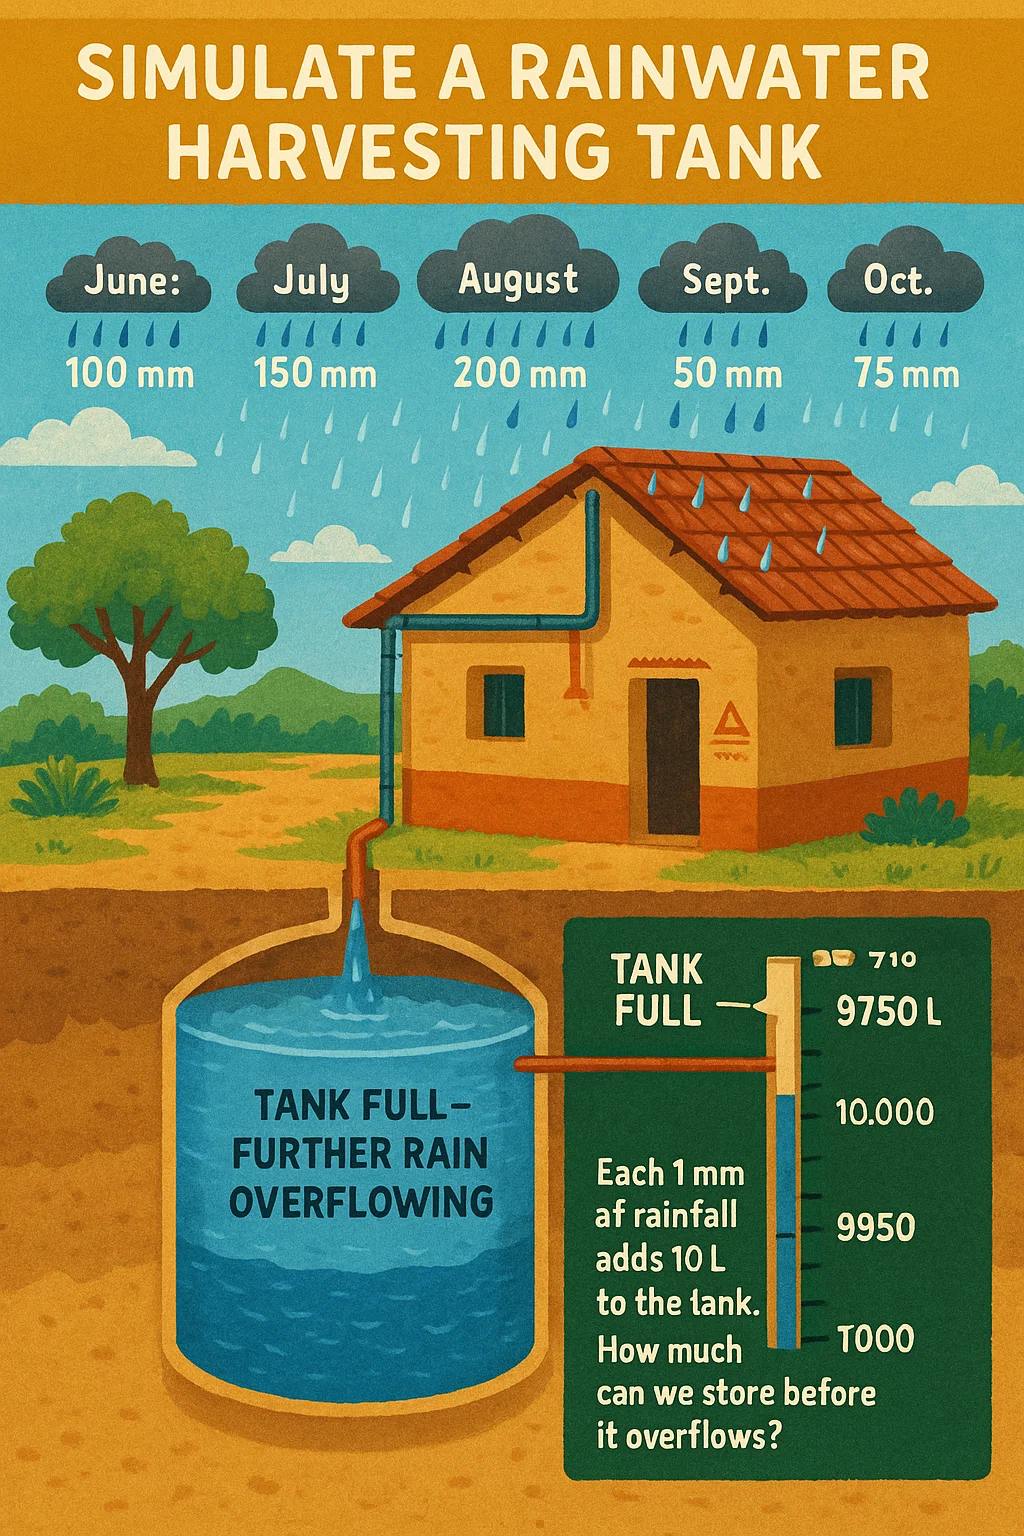 SIMULATE A RAINWATER
HARVESTING TANK
June:
July
August
Sept.
Oct.
100 mm
150 mm
200 mm
50 mm
75 mm
TANK FULL–
FURTHER RAIN
OVERFLOWING
TANK
FULL
710
9750 L
10.000
9950
T000
Each 1 mm
af rainfall
adds 10 L
to the lank.
How much
can we store before
it overflows?